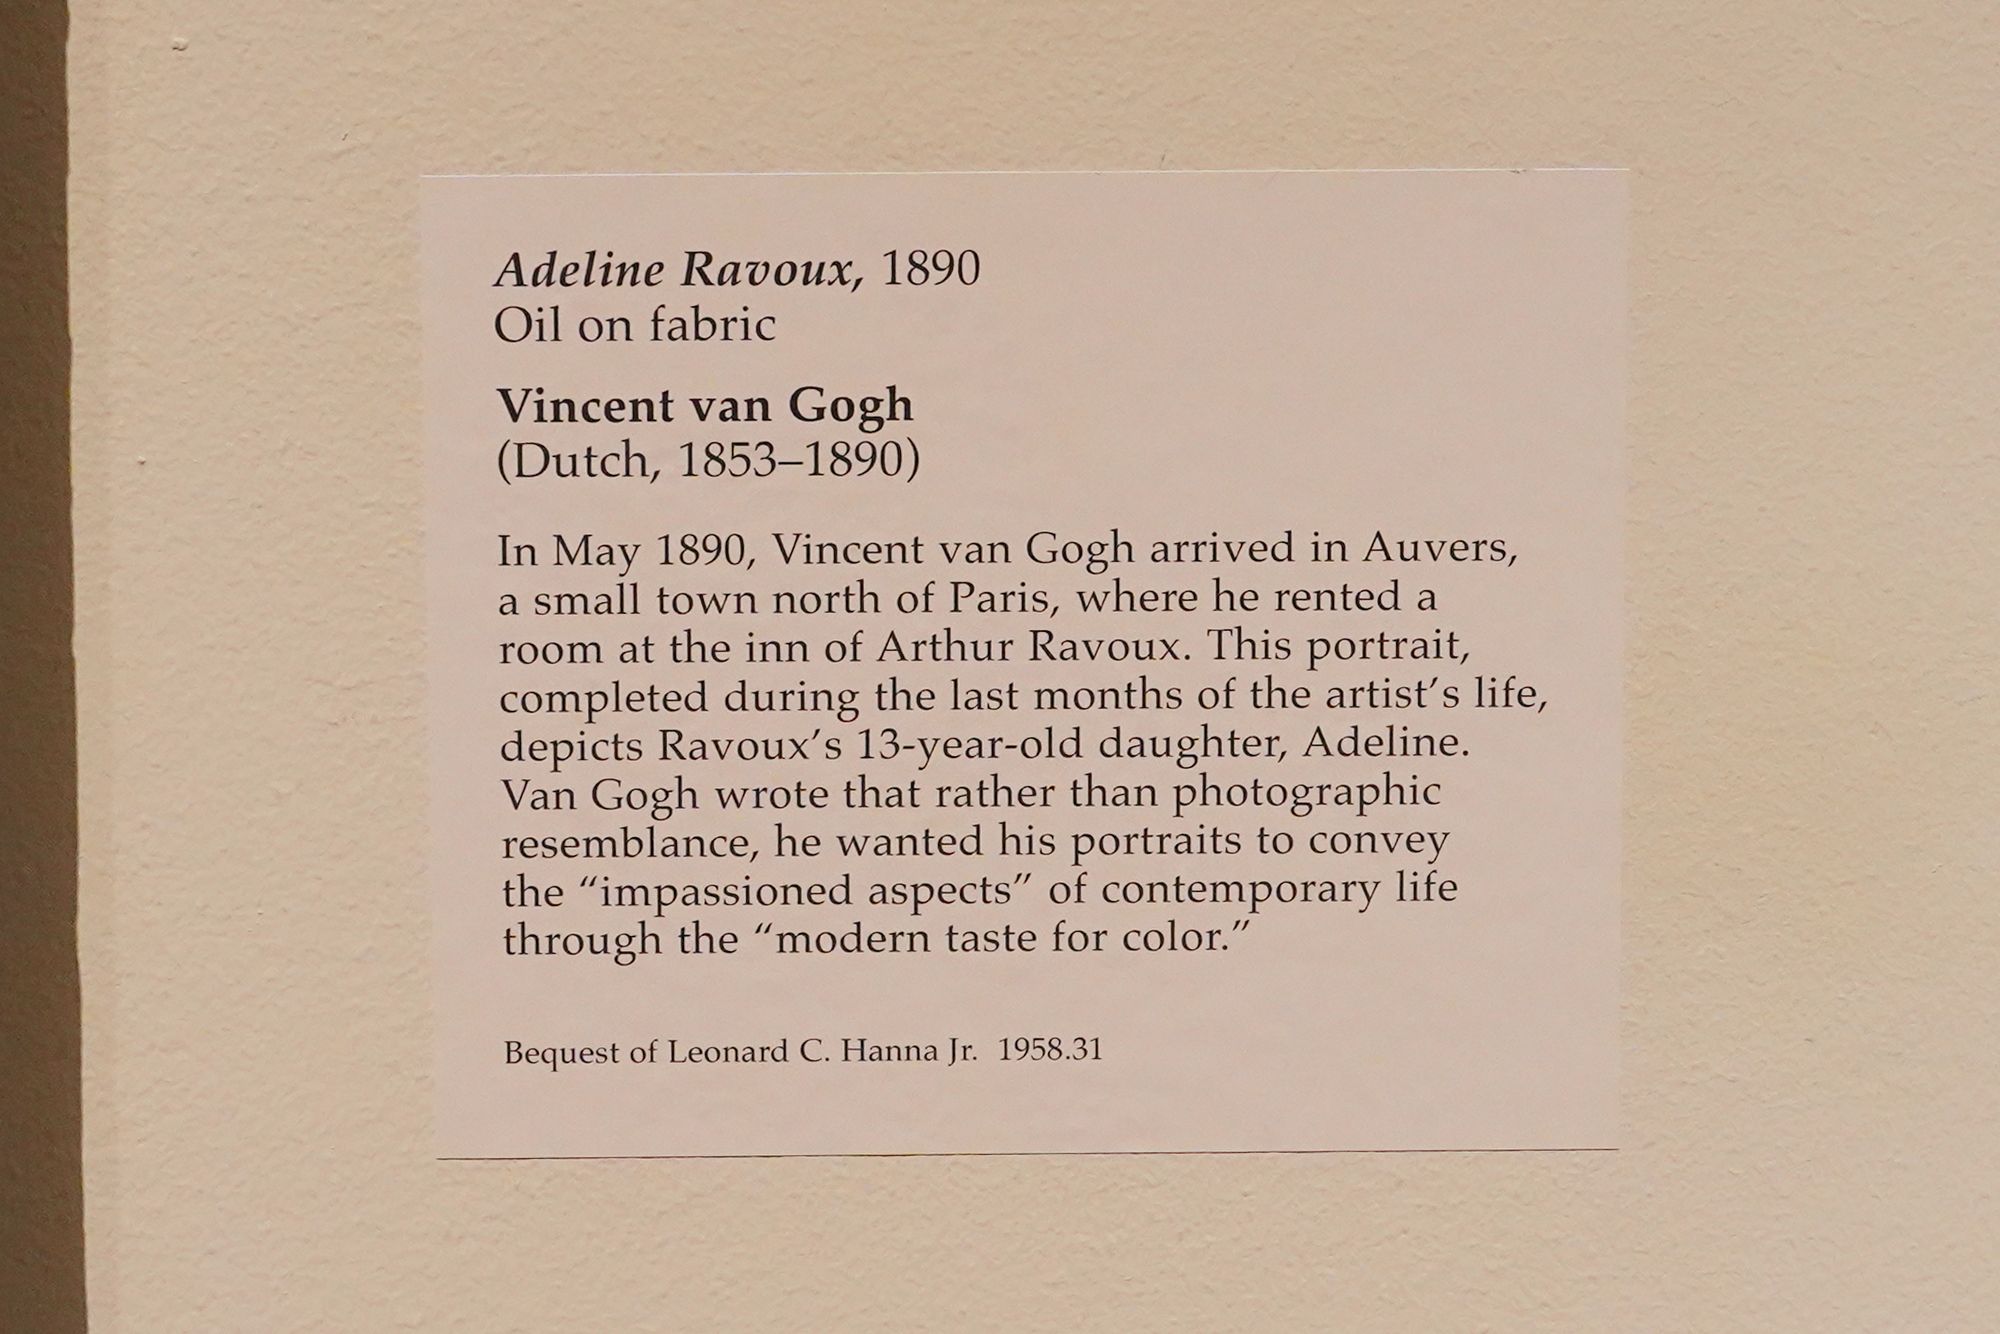 Adeline Ravoux, 1890
Oil on fabric
Vincent van Gogh
(Dutch, 1853–1890)
In May 1890, Vincent van Gogh arrived in Auvers,
a small town north of Paris, where he rented a
room at the inn of Arthur Ravoux. This portrait,
completed during the last months of the artist's life,
depicts Ravoux's 13-year-old daughter, Adeline.
Van Gogh wrote that rather than photographic
resemblance, he wanted his portraits to convey
the “impassioned aspects” of contemporary life
through the “modern taste for color.”
Bequest of Leonard C. Hanna Jr. 1958.31